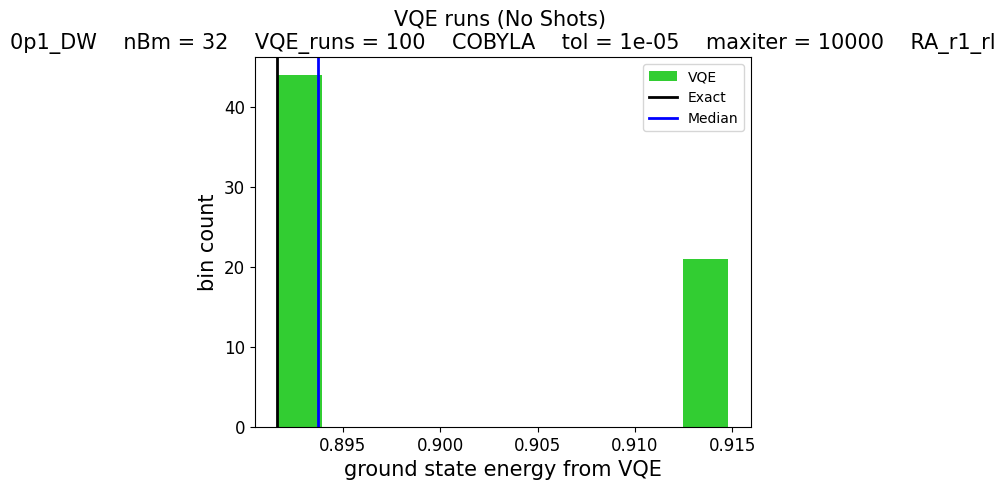 VQE runs (No Shots)
0p1_DW    nBm = 32    VQE_runs = 100    COBYLA    tol = 1e-05    maxiter = 10000    RA_r1_rl
VQE
Exact
Median
bin count
40
30
20
10
0
0.895
0.900
0.905
0.910
0.915
ground state energy from VQE